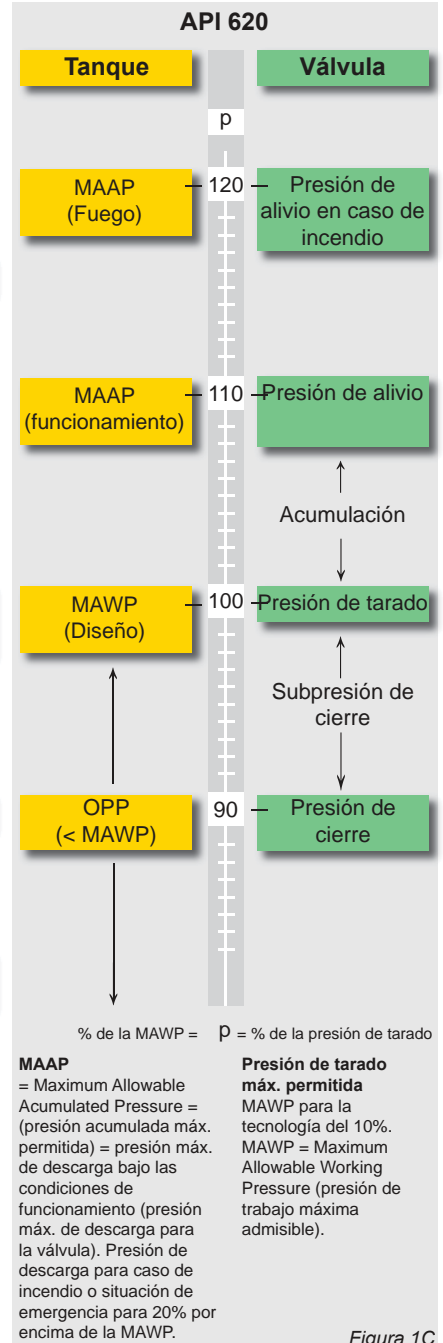 API 620
Tanque
Válvula
p
MAAP
(Fuego)
120
Presión de
alivio en caso de
incendio
MAAP
(funcionamiento)
110
Presión de alivio
Acumulación
MAWP
(Diseño)
100
Presión de tarado
Subpresión de
cierre
OPP
(< MAWP)
90
Presión de
cierre
% de la MAWP = p = % de la presión de tarado
MAAP
= Maximum Allowable
Acumulated Pressure =
(presión acumulada máx.
permitida) = presión máx.
de descarga bajo las
condiciones de
funcionamiento (presión
máx. de descarga para
la válvula). Presión de
descarga para caso de
incendio o situación de
emergencia para 20% por
encima de la MAWP.
Presión de tarado
máx. permitida
MAWP para la
tecnología del 10%.
MAWP = Maximum
Allowable Working
Pressure (presión de
trabajo máxima
admisible).
Figura 1C